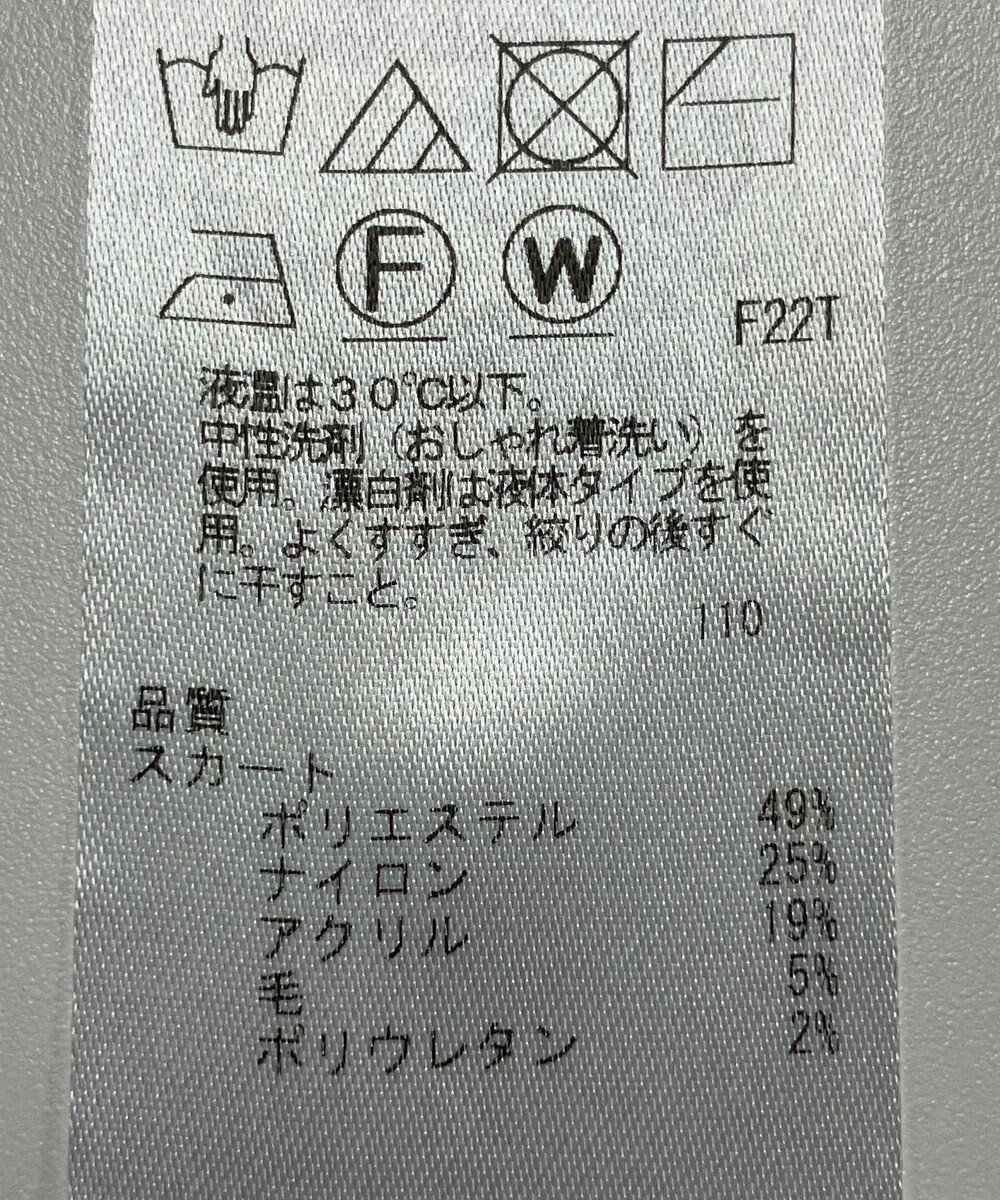 F W F22T
液温は30℃以下。
中性洗剤(おしゃれ着洗い)を
使用。漂白剤は液体タイプを使
用。よくすすぎ、絞りの後すぐ
に干すこと。
110
品質
スカート
ポリエステル 49%
ナイロン 25%
アクリル 19%
毛 5%
ポリウレタン 2%